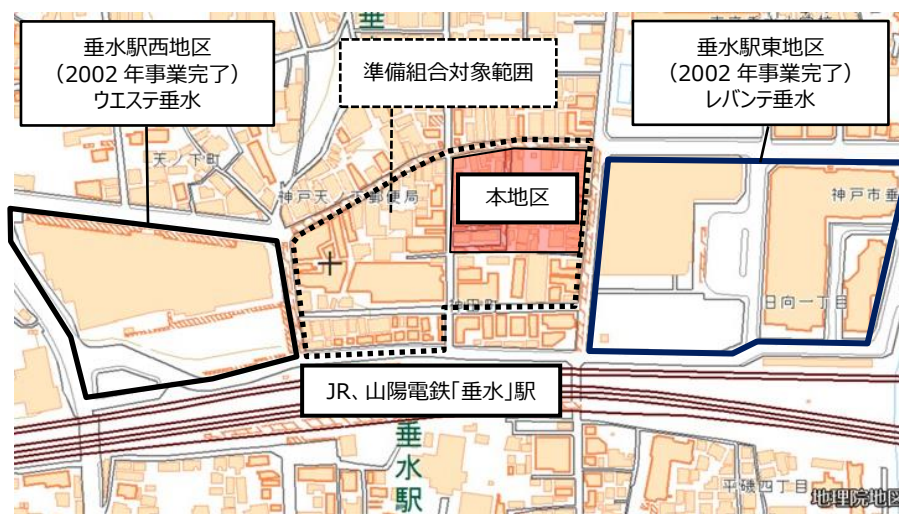 垂水駅西地区
（2002 年事業完了）
ウエステ垂水
準備組合対象範囲
垂水駅東地区
（2002 年事業完了）
レバンテ垂水
天ノ下町
神戸天ノ下郵便局
本地区
神戸市垂
神田町
日向一丁目
JR、山陽電鉄「垂水」駅
垂水駅
平磯四丁目
地理院地図